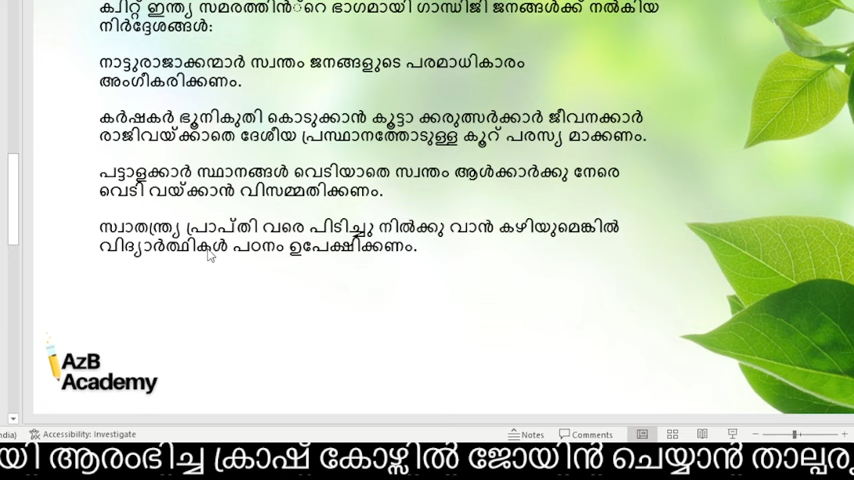 ക്വിറ്റ് ഇന്ത്യ സമരത്തിൻ്റെ ഭാഗമായി ഗാന്ധിജി ജനങ്ങൾക്ക് നൽകിയ
നിർദ്ദേശങ്ങൾ:
നാട്ടുരാജാക്കന്മാർ സ്വന്തം ജനങ്ങളുടെ പരമാധികാരം
അംഗീകരിക്കണം.
കർഷകർ ഭൂനികുതി കൊടുക്കാൻ കൂട്ടാ ക്കരുത്സർക്കാർ ജീവനക്കാർ
രാജിവയ്ക്കാതെ ദേശീയ പ്രസ്ഥാനത്തോടുള്ള കൂറ് പരസ്യ മാക്കണം.
പട്ടാളക്കാർ സ്ഥാനങ്ങൾ വെടിയാതെ സ്വന്തം ആൾക്കാർക്കു നേരെ
വെടി വയ്ക്കാൻ വിസമ്മതിക്കണം.
സ്വാതന്ത്ര്യ പ്രാപ്തി വരെ പിടിച്ചു നിൽക്കു വാൻ കഴിയുമെങ്കിൽ
വിദ്യാർത്ഥികൾ പഠനം ഉപേക്ഷിക്കണം.
AzB
Academy
ndia) Accessibility: Investigate Notes Comments
യി ആരംഭിച്ച ക്രാഷ് കോഴ്സിൽ ജോയിൻ ചെയ്യാൻ താല്പര